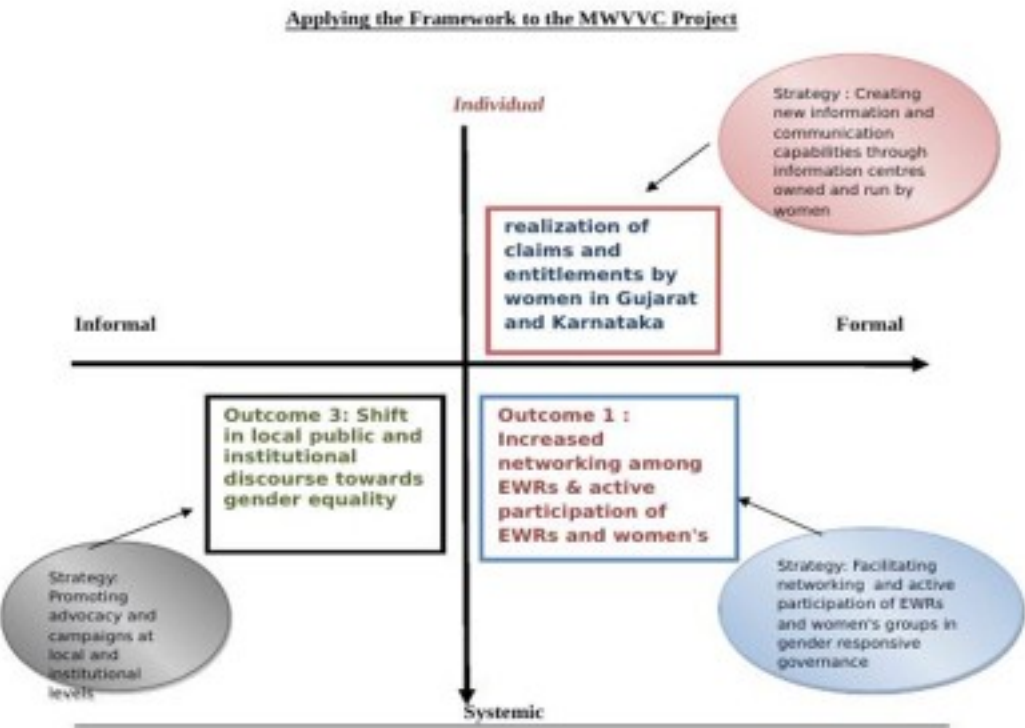 Applying the Framework to the MWVVC Project
Individual
Strategy : Creating
new information and
communication
capabilities through
information centres
owned and run by
women
realization of
claims and
entitlements by
women in Gujarat
and Karnataka
Informal
Formal
Outcome 3: Shift
in local public and
institutional
discourse towards
gender equality
Outcome 1 :
Increased
networking among
EWRs & active
participation of
EWRs and women's
Strategy:
Promoting
advocacy and
campaigns at
local and
institutional
levels
Strategy: Facilitating
networking and active
participation of EWRs
and women's groups in
gender responsive
governance
Systemic